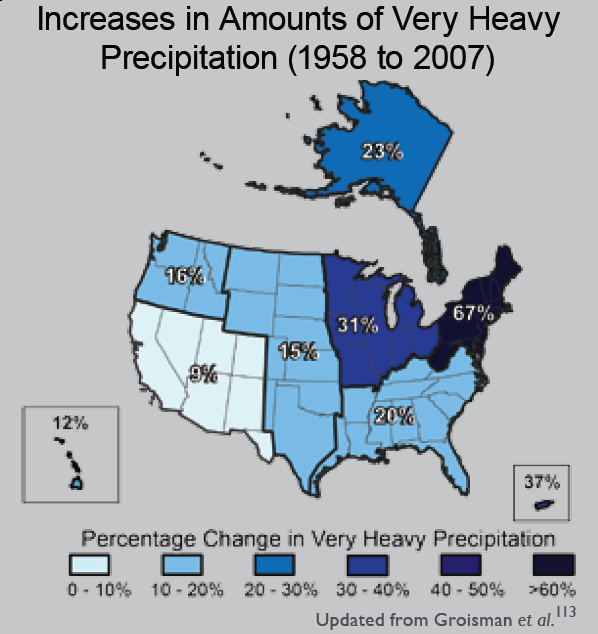 Increases in Amounts of Very Heavy
Precipitation (1958 to 2007)
23%
16%
67%
31%
15%
9%
20%
12%
37%
Percentage Change in Very Heavy Precipitation
0 - 10% 10 - 20% 20 - 30% 30 - 40% 40 - 50% >60%
Updated from Groisman et al.113